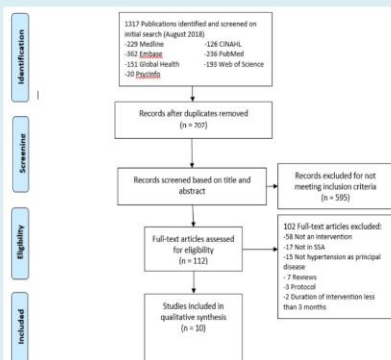 Identification
1317 Publications identified and screened on
initial search (August 2018)
-229 Medline -126 CINAHL
-362 Embase -236 PubMed
-151 Global Health -193 Web of Science
-20 PsycInfo
Records after duplicates removed
(n = 707)
Screenine
Records screened based on title and
abstract
Records excluded for not
meeting inclusion criteria
(n = 595)
Eligibility
Full-text articles assessed
for eligibility
(n = 112)
102 Full-text articles excluded:
-58 Not an intervention
-17 Not in SSA
-15 Not hypertension as principal
disease
- 7 Reviews
-3 Protocol
-2 Duration of intervention less
than 3 months
Included
Studies included in
qualitative synthesis
(n = 10)